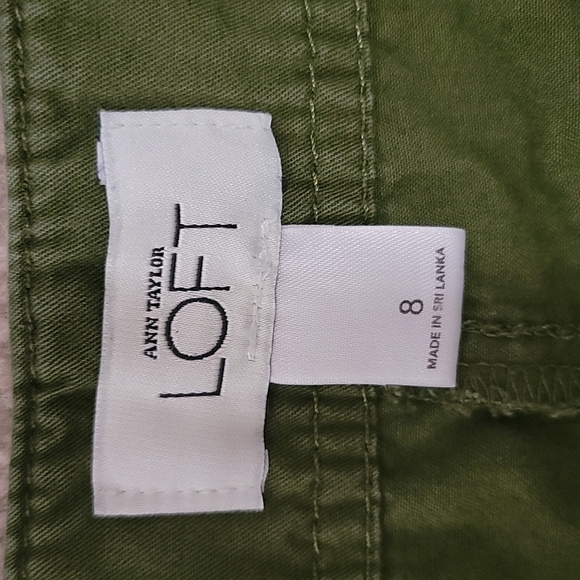 ANN TAYLOR
LOFT
8
MADE IN SRI LANKA